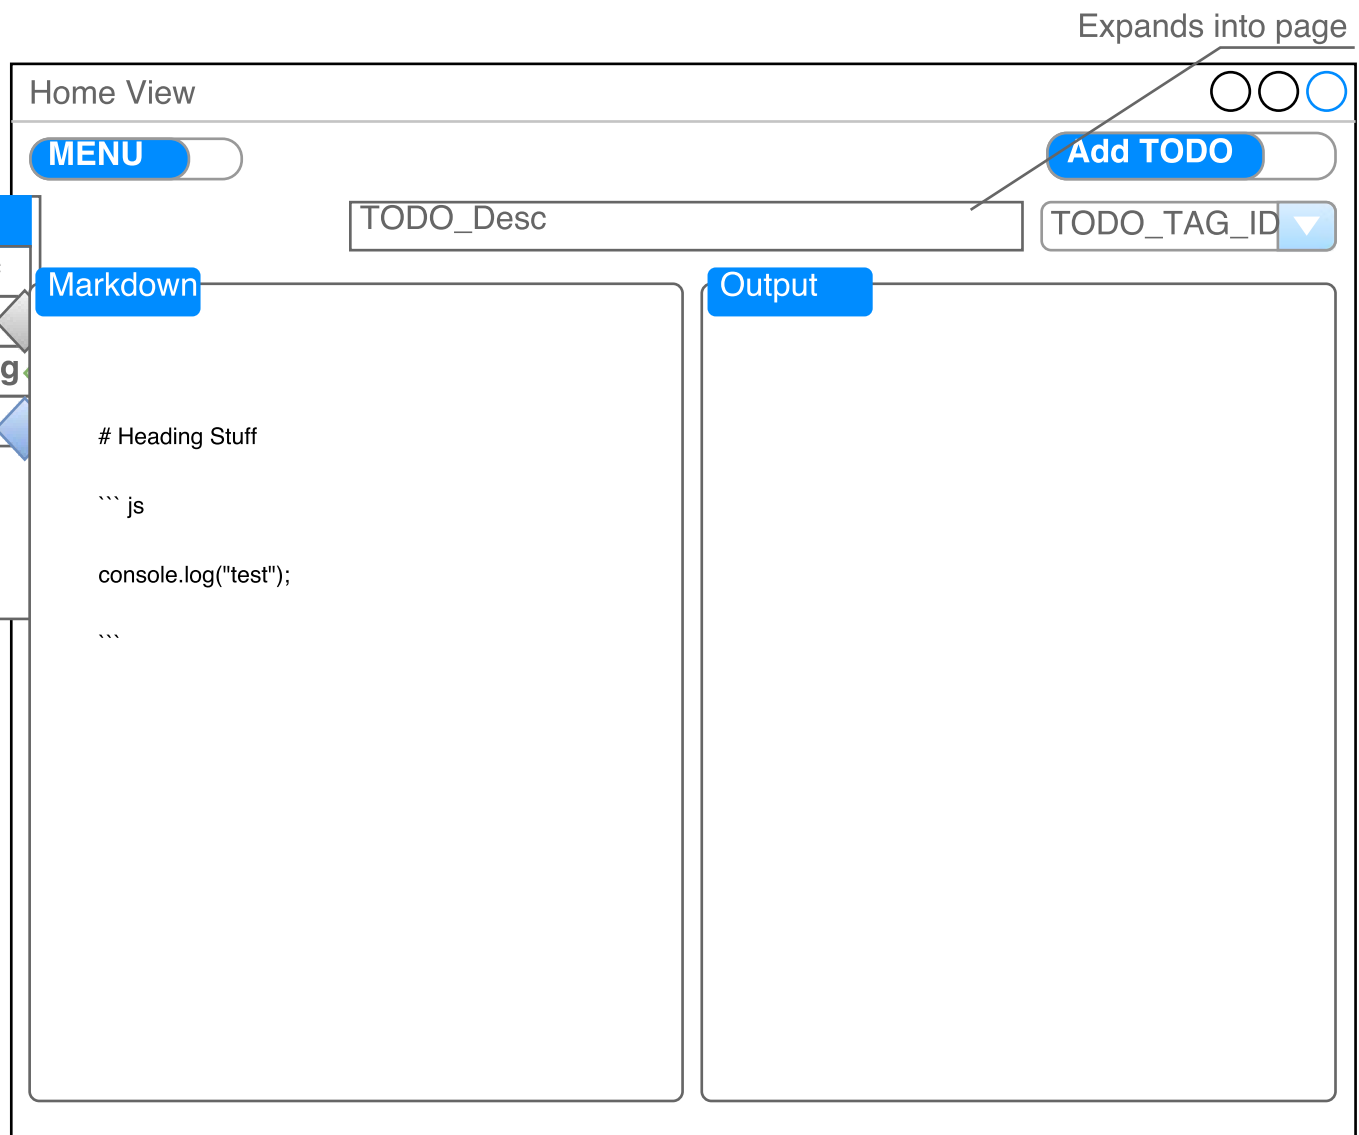 Expands into page
Home View
MENU
Add TODO
TODO_Desc
TODO_TAG_ID
g
Markdown
Output
# Heading Stuff
``` js
console.log("test");
```